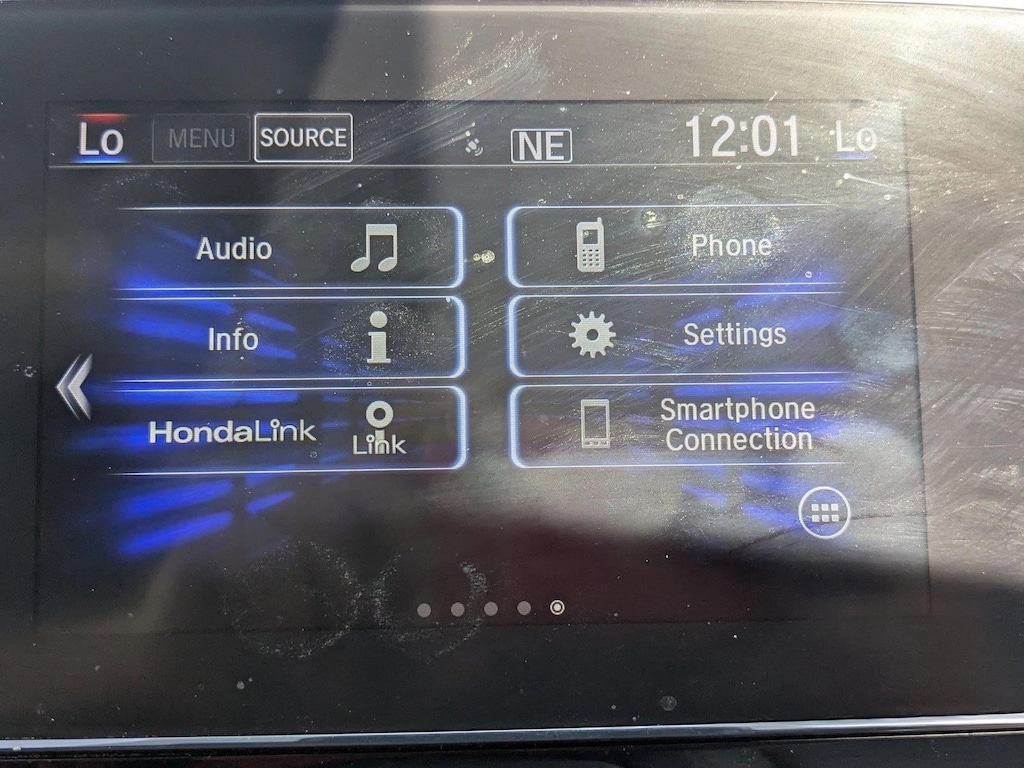 Lo MENU SOURCE NE 12:01 Lo
Audio Phone
Info Settings
HondaLink Link Smartphone
Connection